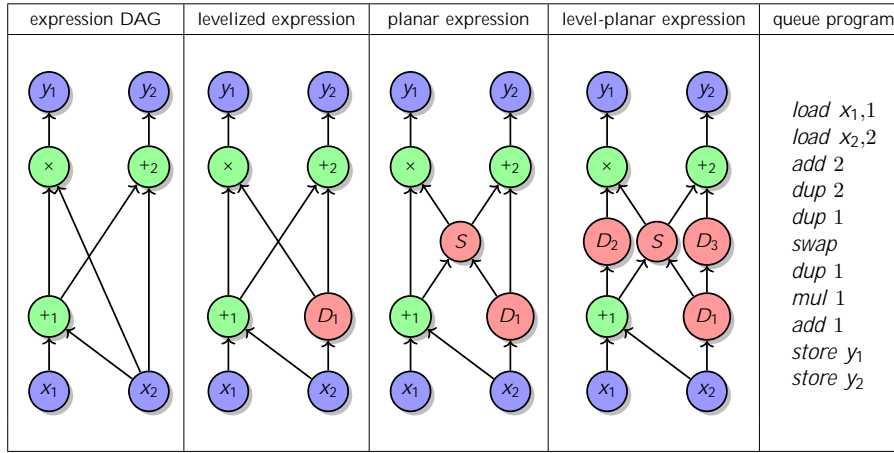 expression DAG levelized expression planar expression level-planar expression queue program
y1 y2 y1 y2 y1 y2 y1 y2
load x1,1
load x2,2
× +2 × +2 × +2 × +2
add 2
dup 2
dup 1
S D2 S D3
swap
dup 1
mul 1
+1 +1 D1 +1 D1 +1 D1
add 1
store y1
store y2
x1 x2 x1 x2 x1 x2 x1 x2